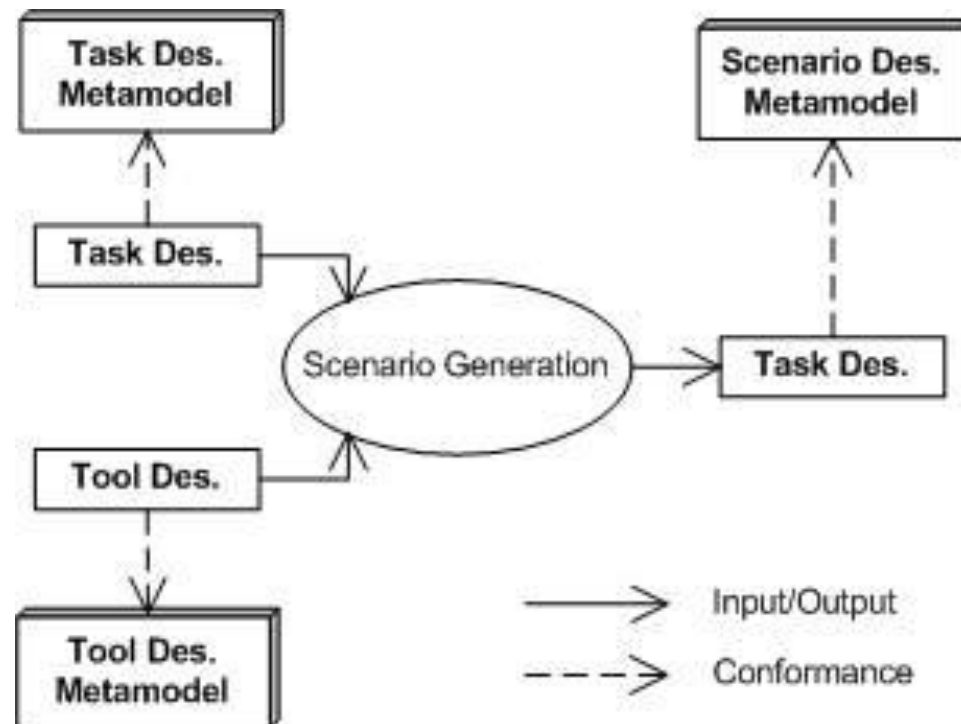 Task Des.
Metamodel
Scenario Des.
Metamodel
Task Des.
Scenario Generation
Task Des.
Tool Des.
Tool Des.
Metamodel
Input/Output
Conformance